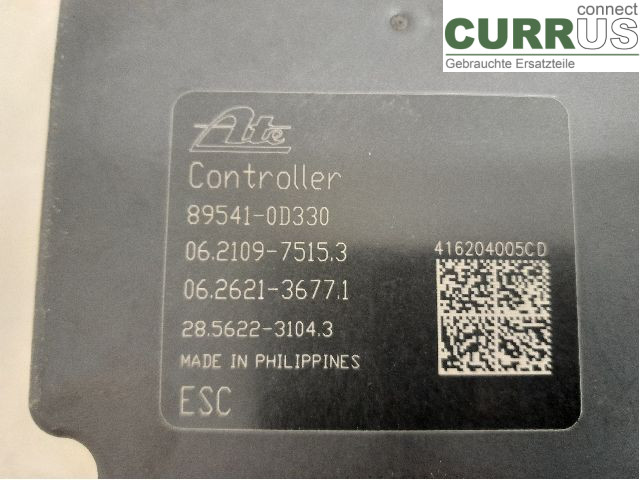 connect
CURRUS
Gebrauchte Ersatzteile
Ate
Controller
89541-0D330
06.2109-7515.3
416204005CD
06.2621-3677.1
28.5622-3104.3
MADE IN PHILIPPINES
ESC